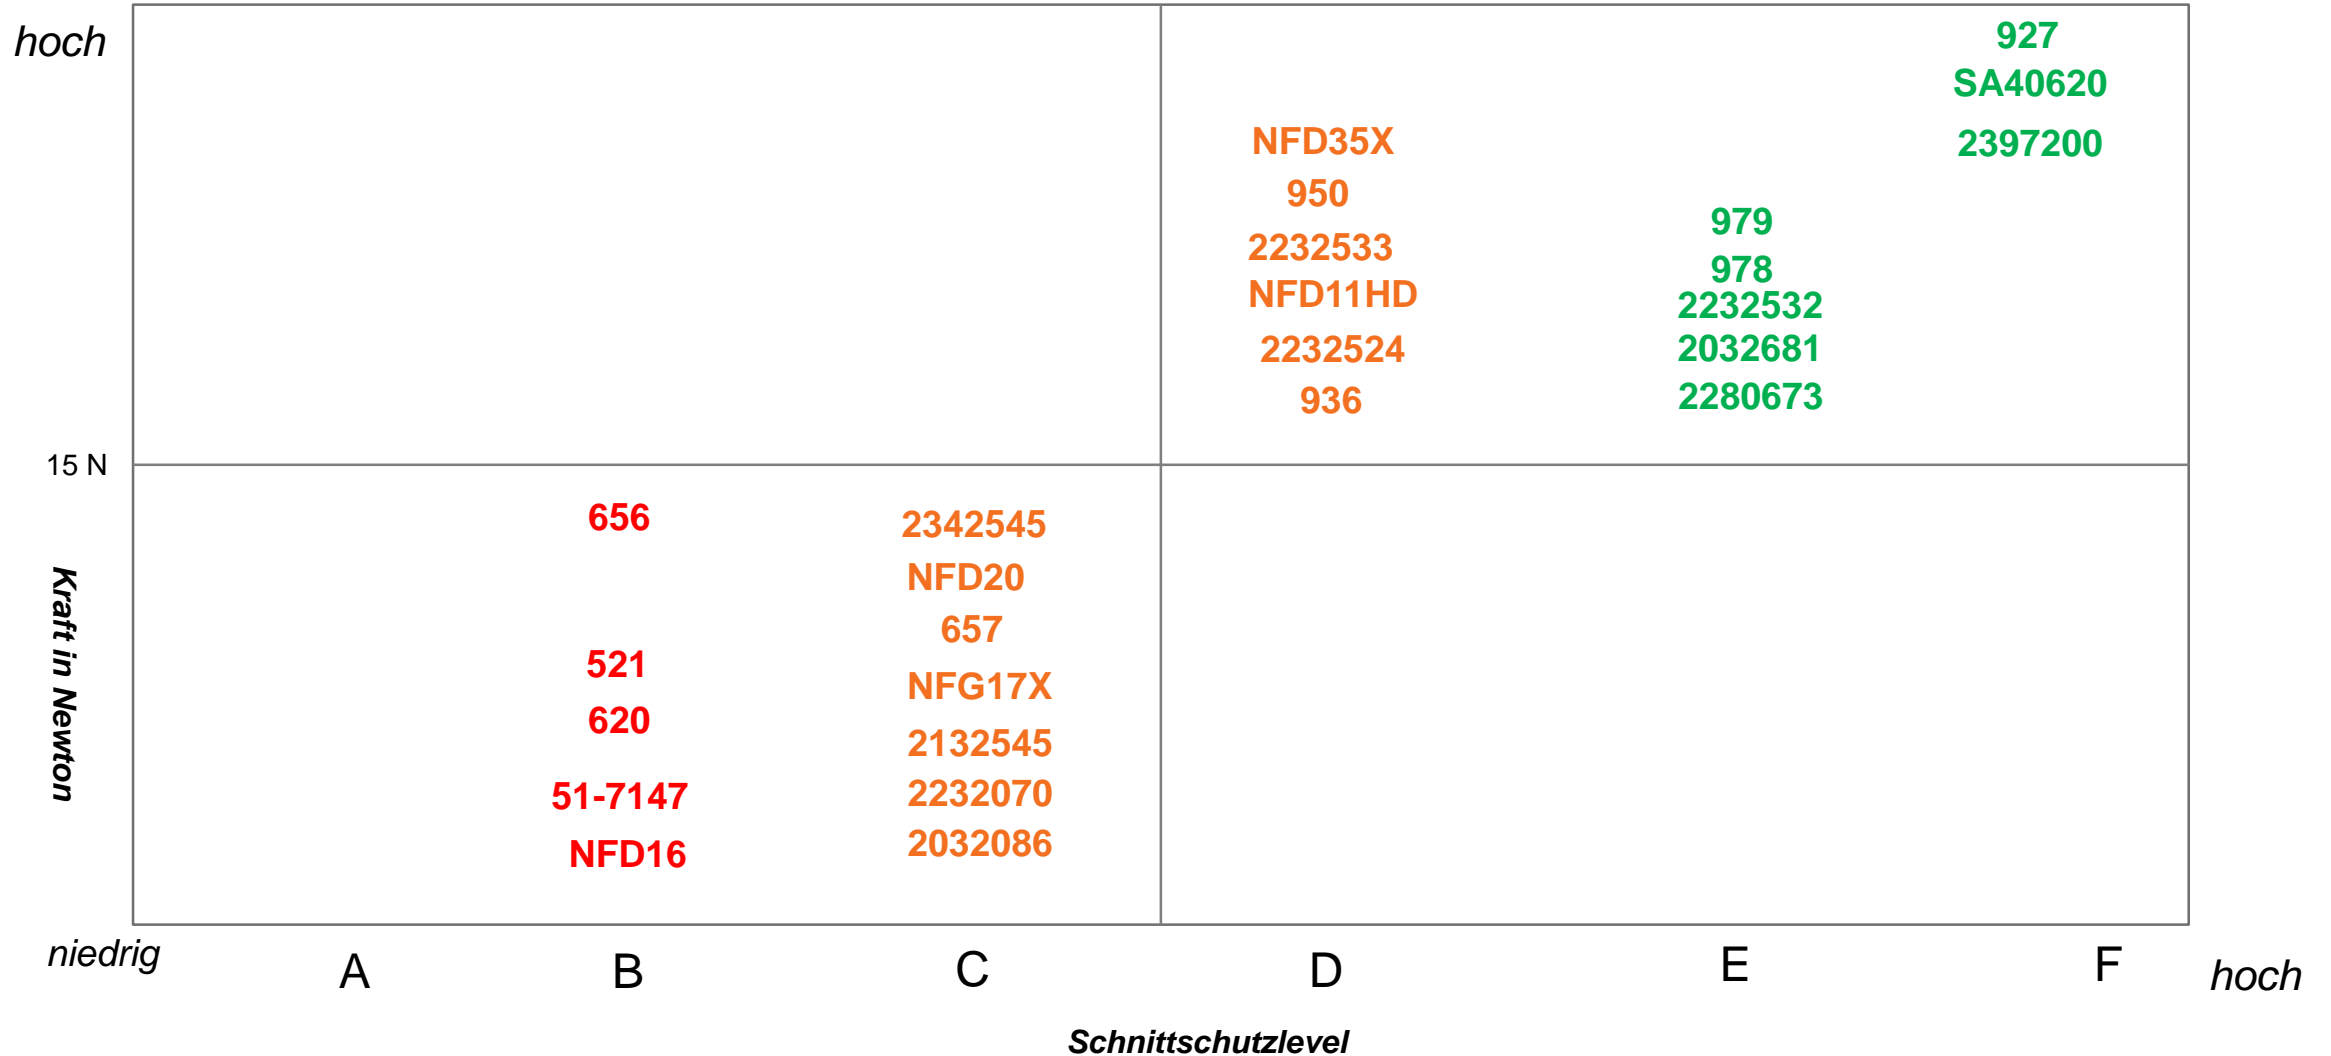 hoch
927
SA40620
NFD35X
2397200
950
979
2232533
978
NFD11HD
2232532
2232524
2032681
936
2280673
15 N
656
2342545
NFD20
657
521
NFG17X
620
2132545
51-7147
2232070
NFD16
2032086
Kraft in Newton
niedrig
A
B
C
D
E
F
hoch
Schnittschutzlevel